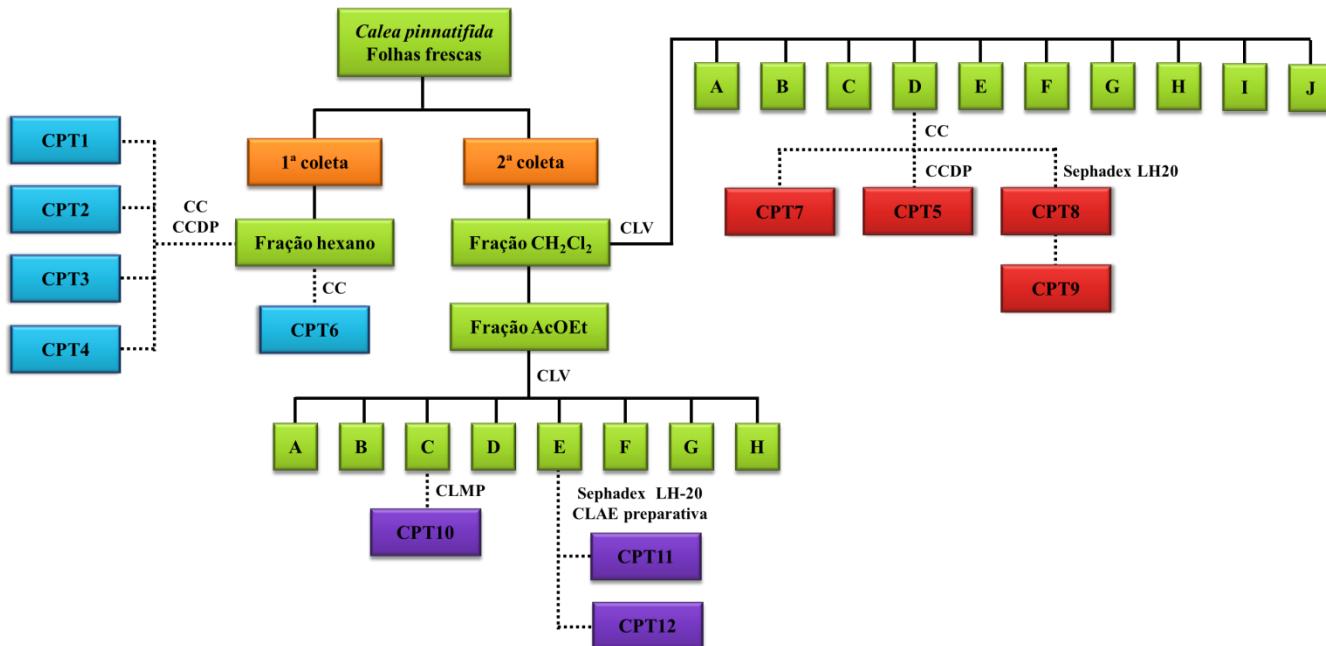 Calea pinnatifida
Folhas frescas
A
B
C
D
E
F
G
H
I
J
CC
CCDP
Sephadex LH20
CPT7
CPT5
CPT8
CPT9
1ª coleta
2ª coleta
CPT1
CPT2
CPT3
CPT4
CC
CCDP
Fração hexano
CC
CPT6
Fração CH₂Cl₂
CLV
Fração AcOEt
CLV
A
B
C
D
E
F
G
H
CLMP
CPT10
Sephadex LH-20
CLAE preparativa
CPT11
CPT12